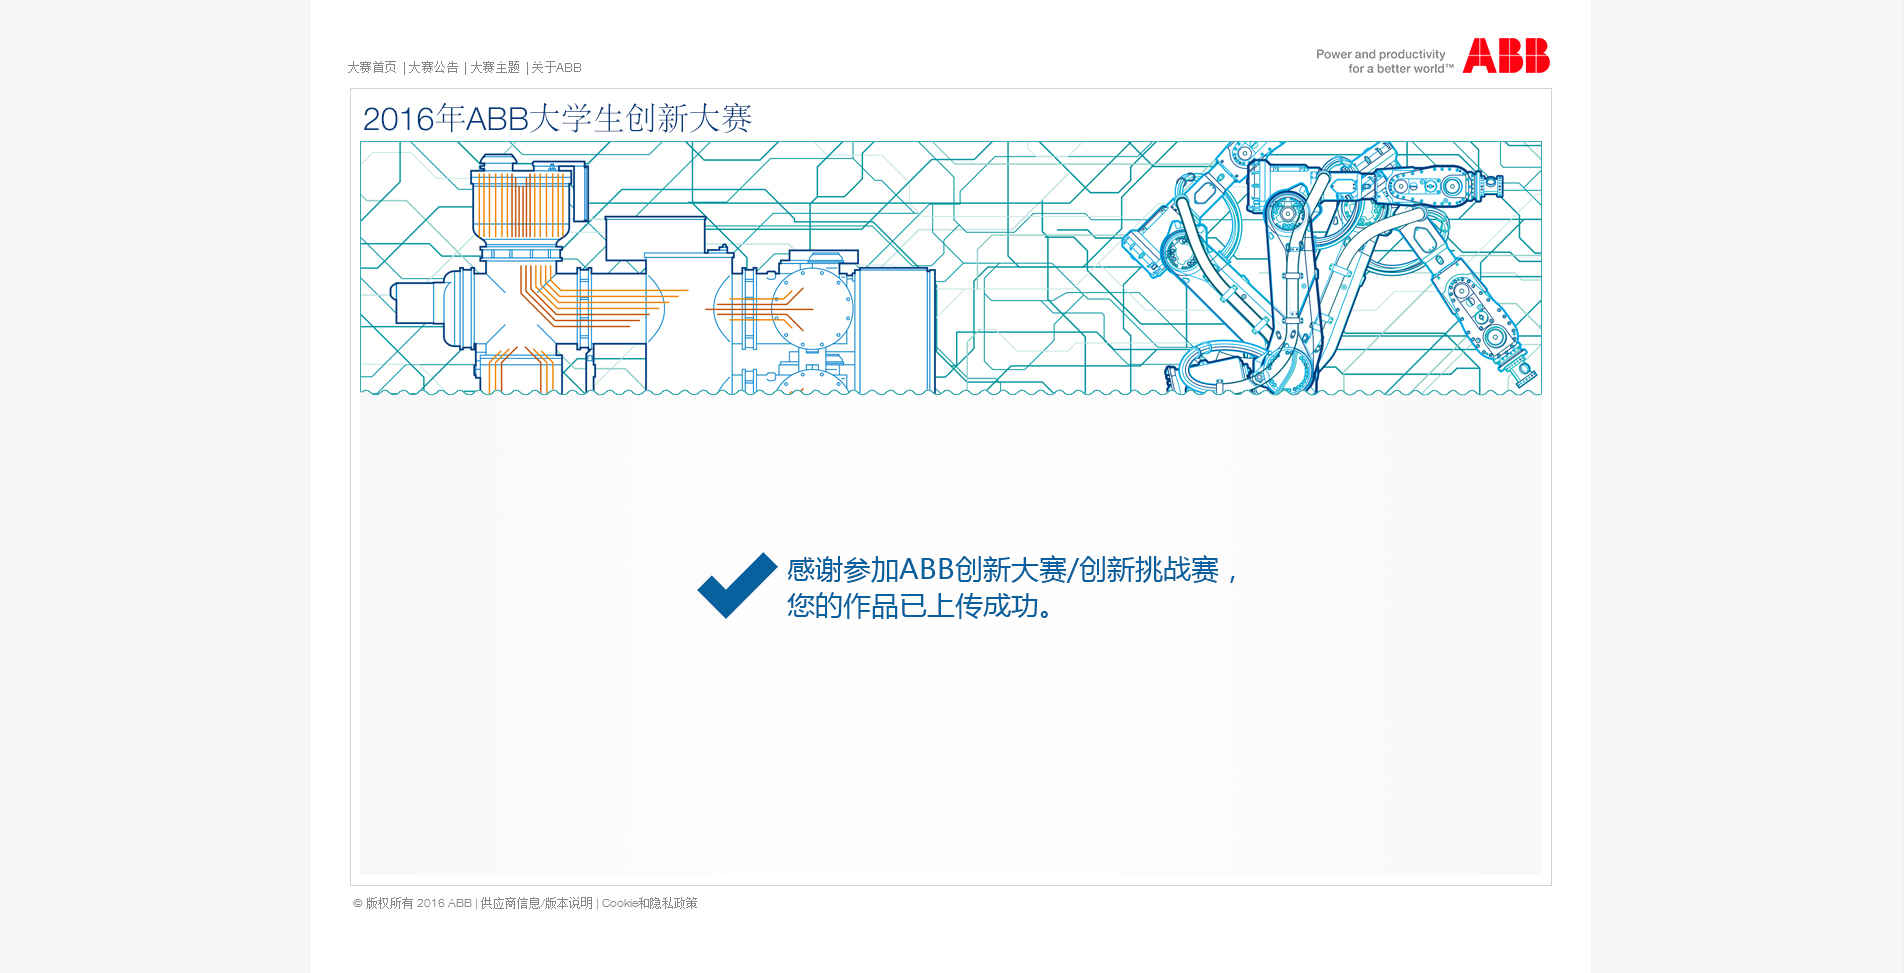 大赛首页 | 大赛公告 | 大赛主题 | 关于ABB
Power and productivity
for a better world™
ABB
2016年ABB大学生创新大赛
感谢参加ABB创新大赛/创新挑战赛，
您的作品已上传成功。
© 版权所有 2016 ABB | 供应商信息/版本说明 | Cookie和隐私政策